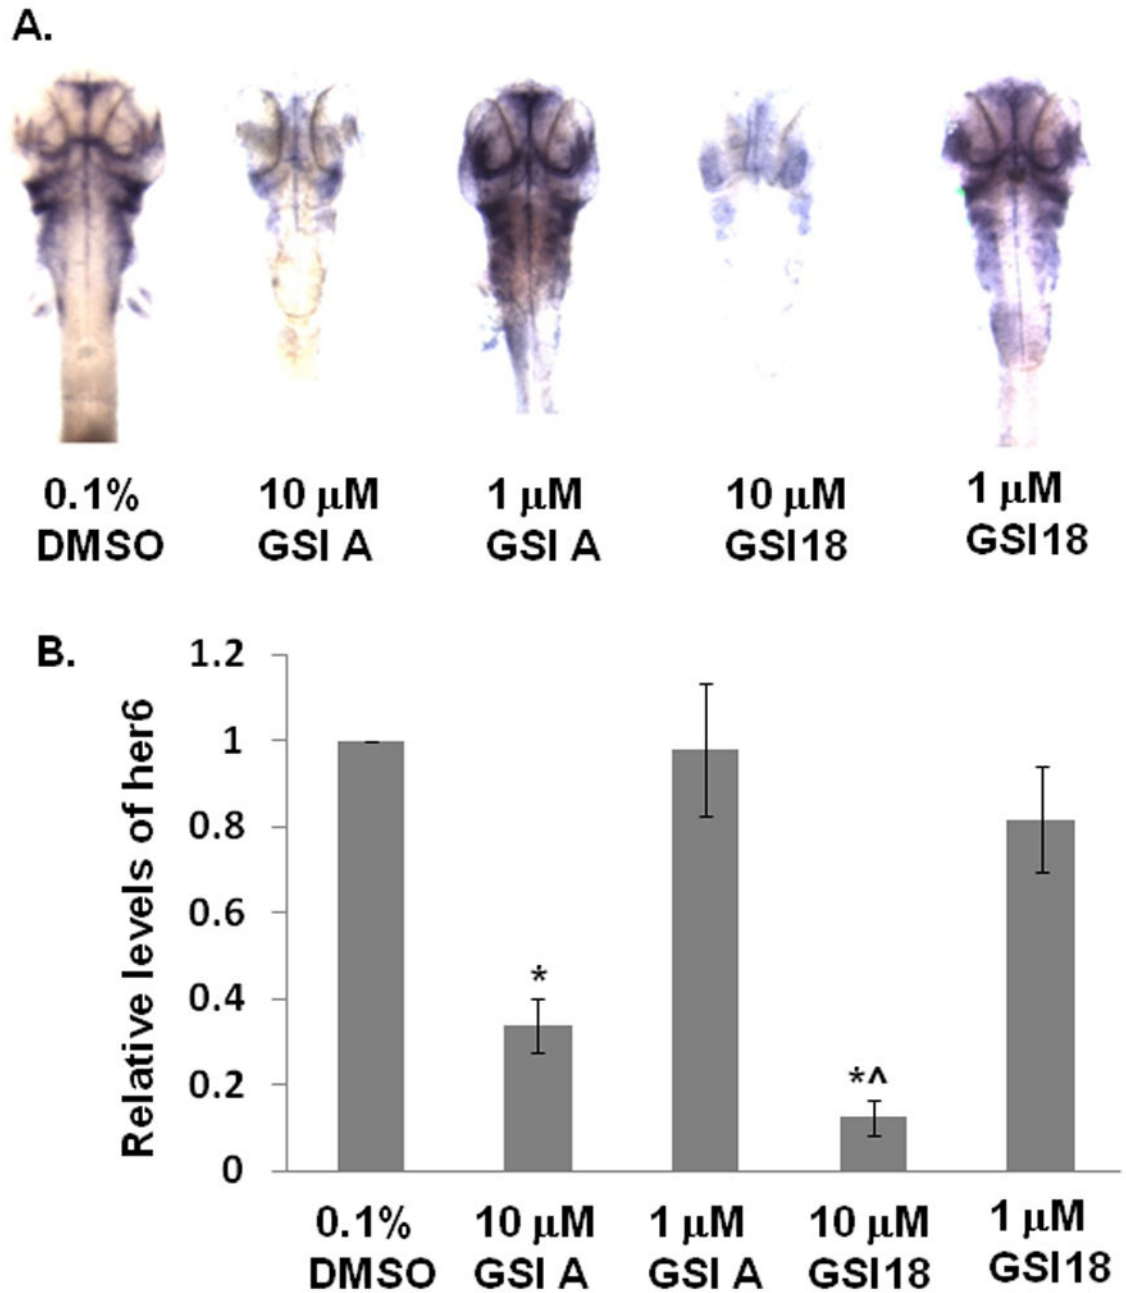 A.
0.1% 10 μM 1 μM 10 μM 1 μM
DMSO GSI A GSI A GSI18 GSI18
B.
Relative levels of her6
1.2
1
0.8
0.6
0.4
0.2
0
*
*^
0.1% 10 μM 1 μM 10 μM 1 μM
DMSO GSI A GSI A GSI18 GSI18